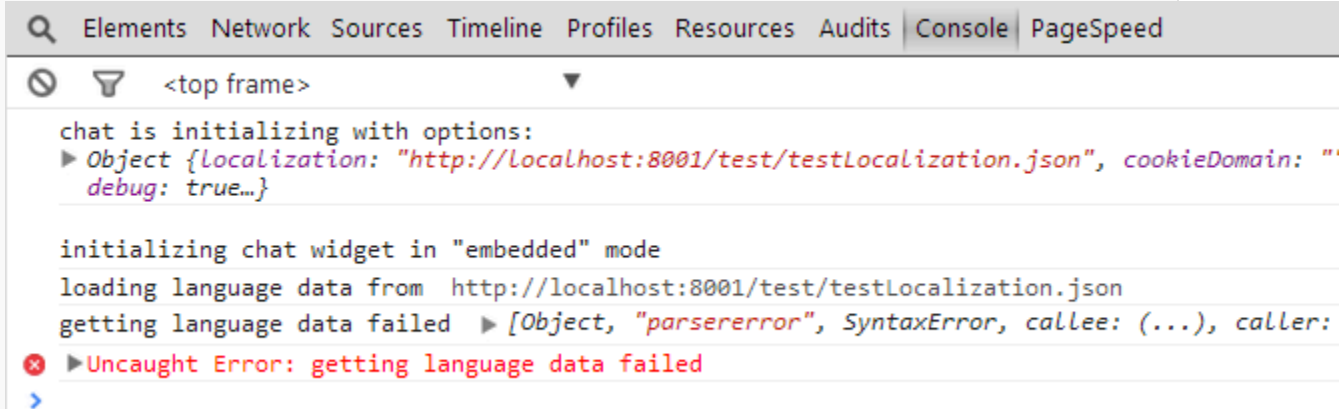 Elements Network Sources Timeline Profiles Resources Audits Console PageSpeed
<top frame>
chat is initializing with options:
Object {localization: "http://localhost:8001/test/testLocalization.json", cookieDomain: ""
debug: true…}
initializing chat widget in "embedded" mode
loading language data from http://localhost:8001/test/testLocalization.json
getting language data failed [Object, "parsererror", SyntaxError, callee: (...), caller:
Uncaught Error: getting language data failed